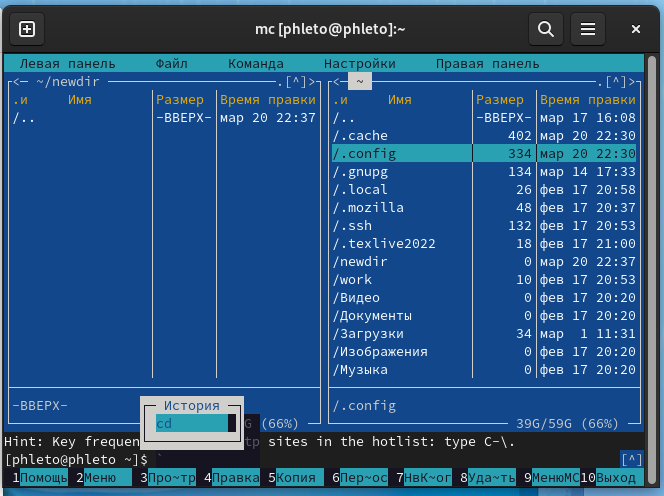 mc [phleto@phleto]:~
Левая панель Файл Команда Настройки Правая панель
<— ~/newdir .[^]>
.и Имя Размер Время правки
/.. -ВВЕРХ- мар 20 22:37
-ВВЕРХ-
G (66%)
<— ~ .[^]>
.и Имя Размер Время правки
/.. -ВВЕРХ- мар 17 16:08
/.cache 402 мар 20 22:30
/.config 334 мар 20 22:30
/.gnupg 134 мар 14 17:33
/.local 26 фев 17 20:58
/.mozilla 48 фев 17 20:37
/.ssh 132 фев 17 20:53
/.texlive2022 18 фев 17 21:00
/newdir 0 мар 20 22:37
/work 10 фев 17 20:53
/Видео 0 фев 17 20:20
/Документы 0 фев 17 20:20
/Загрузки 34 мар 1 11:31
/Изображения 0 фев 17 20:20
/Музыка 0 фев 17 20:20
/.config
39G/59G (66%)
История
cd
Hint: Key frequen tp sites in the hotlist: type C-\.
[phleto@phleto ~]$ ` [^]
1Помощь 2Меню 3Про~тр 4Правка 5Копия 6Пер~ос 7НвК~ог 8Уда~ть 9МенюMC 10Выход